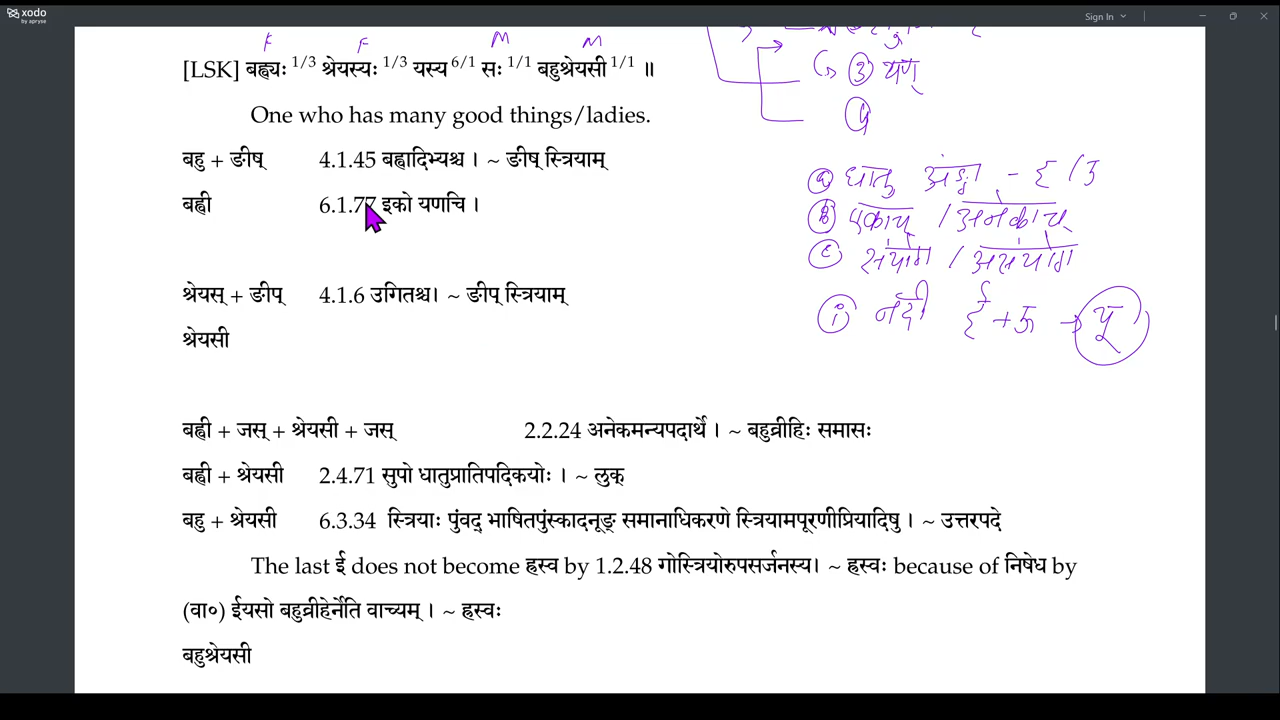 xodo
by apryse
Sign In
F F M M
[LSK] बह्व्यः 1/3 श्रेयस्यः 1/3 यस्य 6/1 सः 1/1 बहुश्रेयसी 1/1 ॥
③ यण्
One who has many good things/ladies.
④
बहु + ङीष् 4.1.45 बह्वादिभ्यश्च । ~ ङीष् स्त्रियाम्
ⓐ धातु अंङ्ग - ई / उ
बह्वी 6.1.77 इको यणचि ।
ⓑ एकाच् / अनेकाच्
ⓒ संयोग / असंयोग
श्रेयस् + ङीप् 4.1.6 उगितश्च। ~ ङीप् स्त्रियाम्
ⓘ नदी ई + ऊ → यू
श्रेयसी
बह्वी + जस् + श्रेयसी + जस् 2.2.24 अनेकमन्यपदार्थे । ~ बहुव्रीहिः समासः
बह्वी + श्रेयसी 2.4.71 सुपो धातुप्रातिपदिकयोः । ~ लुक्
बहु + श्रेयसी 6.3.34 स्त्रियाः पुंवद् भाषितपुंस्कादनूङ् समानाधिकरणे स्त्रियामपूरणीप्रियादिषु । ~ उत्तरपदे
The last ई does not become ह्रस्व by 1.2.48 गोस्त्रियोरुपसर्जनस्य। ~ ह्रस्वः because of निषेध by
(वा०) ईयसो बहुव्रीहेर्नेति वाच्यम् । ~ ह्रस्वः
बहुश्रेयसी